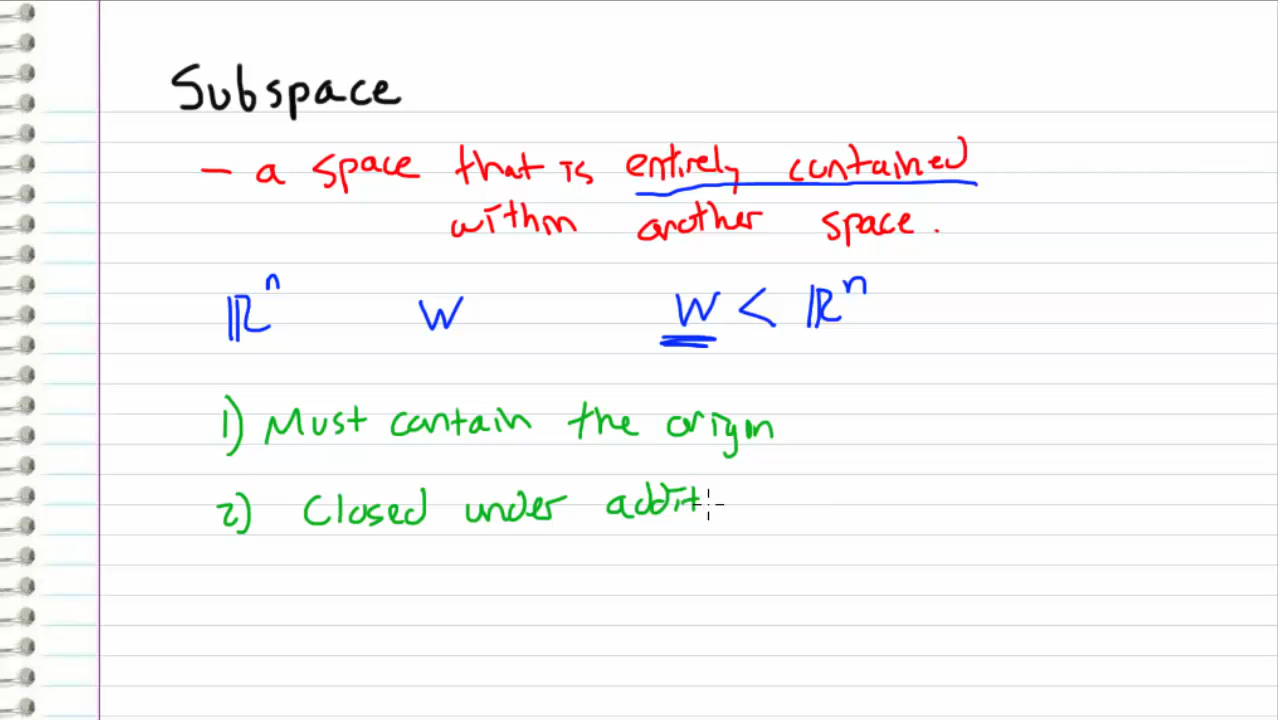 Subspace
- a space that is entirely contained
within another space.
ℝⁿ W W < ℝⁿ
1) Must contain the origin
2) Closed under addit